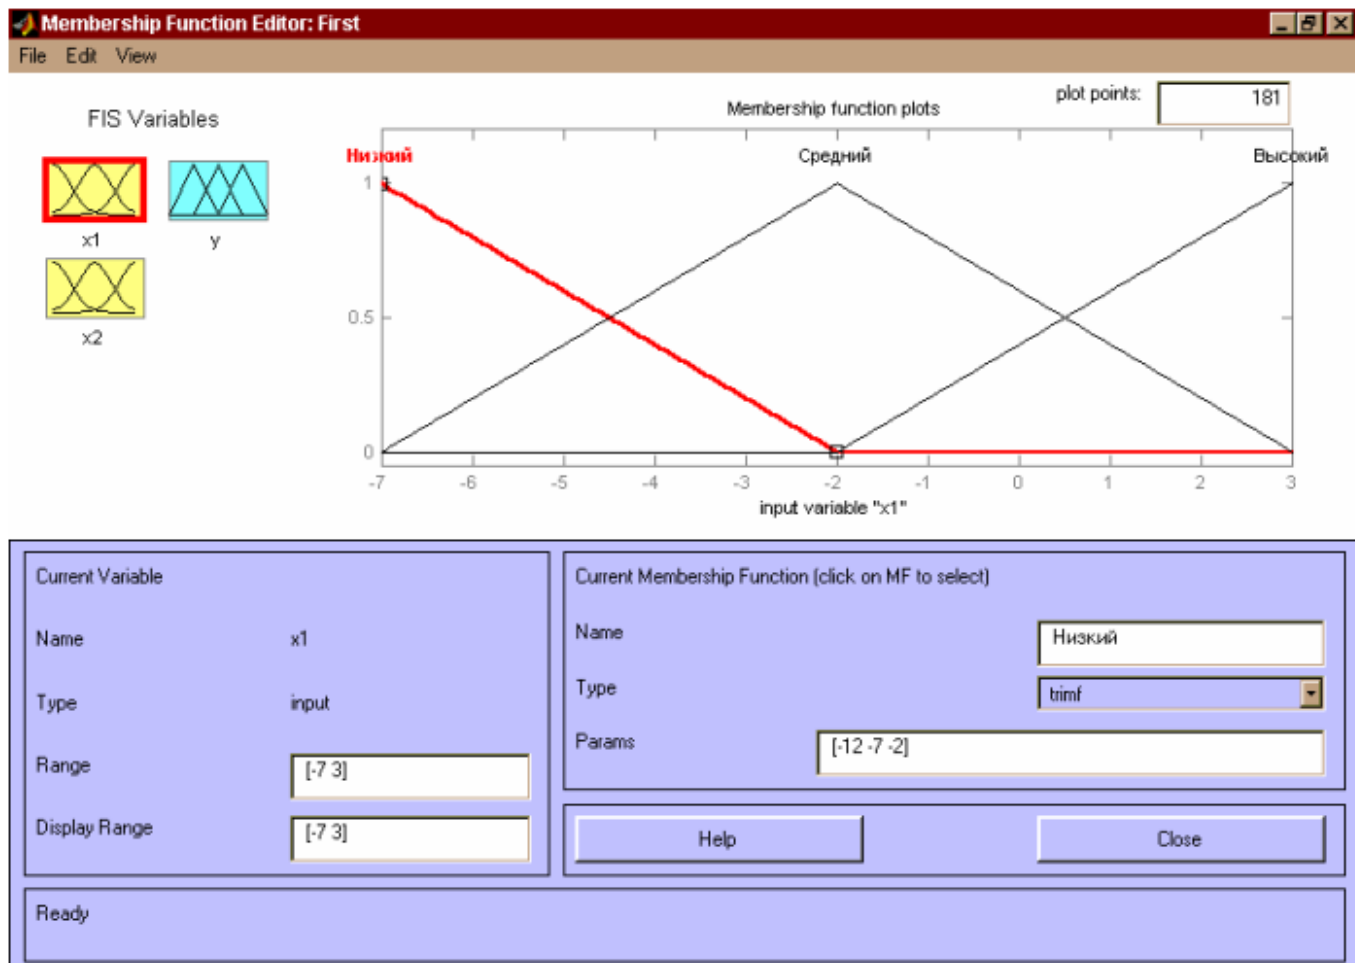 Membership Function Editor: First
File Edit View
FIS Variables
plot points: 181
Membership function plots
Низкий Средний Высокий
x1 y
x2
1
0.5
0
-7 -6 -5 -4 -3 -2 -1 0 1 2 3
input variable "x1"
Current Variable
Name x1
Type input
Range [-7 3]
Display Range [-7 3]
Current Membership Function (click on MF to select)
Name Низкий
Type trimf
Params [-12 -7 -2]
Help Close
Ready